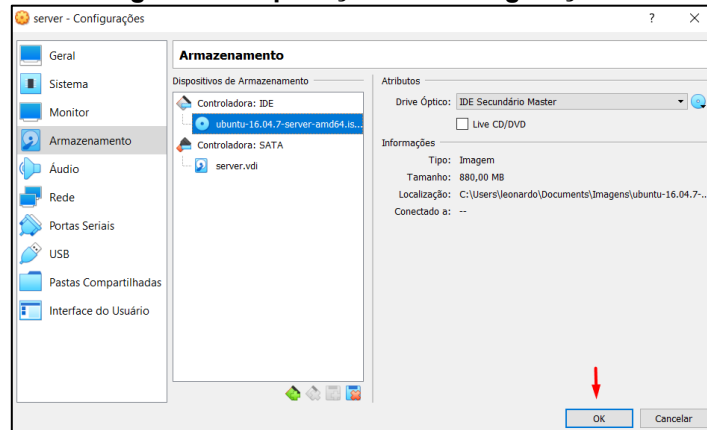 server - Configurações
Geral
Sistema
Monitor
Armazenamento
Áudio
Rede
Portas Seriais
USB
Pastas Compartilhadas
Interface do Usuário
Armazenamento
Dispositivos de Armazenamento
Controladora: IDE
ubuntu-16.04.7-server-amd64.is...
Controladora: SATA
server.vdi
Atributos
Drive Óptico: IDE Secundário Master
Live CD/DVD
Informações
Tipo: Imagem
Tamanho: 880,00 MB
Localização: C:\Users\leonardo\Documents\Imagens\ubuntu-16.04.7-..
Conectado a: --
OK Cancelar